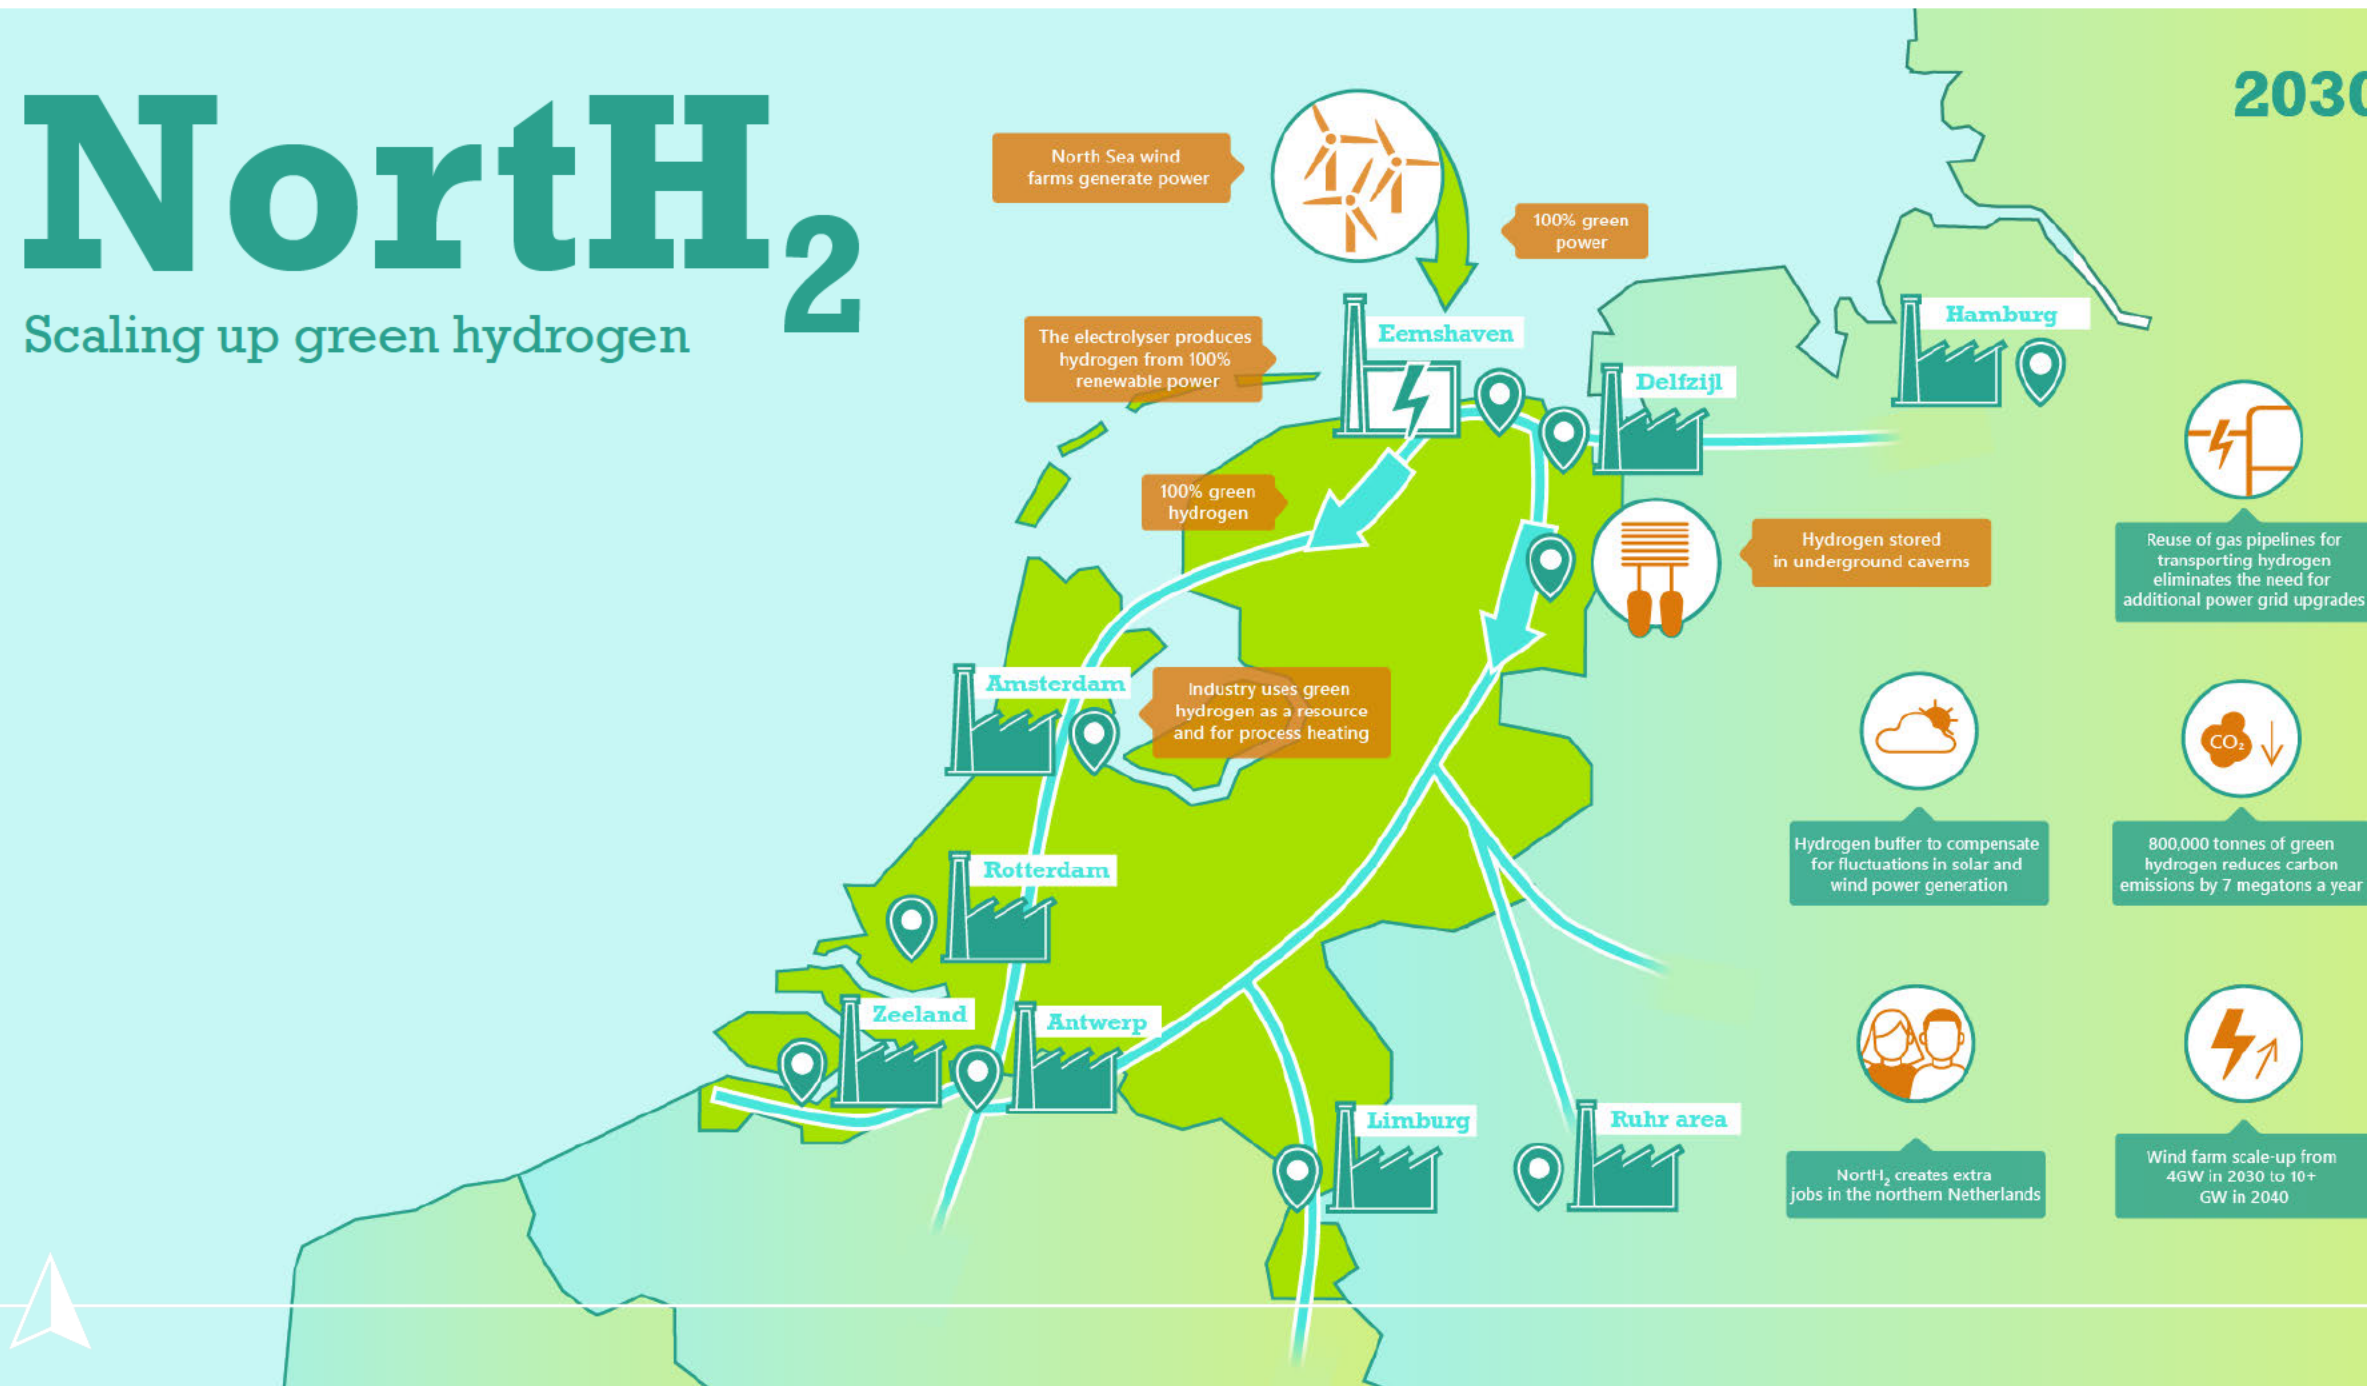 NortH₂
Scaling up green hydrogen
2030
North Sea wind
farms generate power
100% green
power
The electrolyser produces
hydrogen from 100%
renewable power
Eemshaven
Hamburg
Delfzijl
100% green
hydrogen
Hydrogen stored
in underground caverns
Reuse of gas pipelines for
transporting hydrogen
eliminates the need for
additional power grid upgrades
Amsterdam
Industry uses green
hydrogen as a resource
and for process heating
CO₂
Hydrogen buffer to compensate
for fluctuations in solar and
wind power generation
800,000 tonnes of green
hydrogen reduces carbon
emissions by 7 megatons a year
Rotterdam
Zeeland
Antwerp
Limburg
Ruhr area
NortH₂ creates extra
jobs in the northern Netherlands
Wind farm scale-up from
4GW in 2030 to 10+
GW in 2040